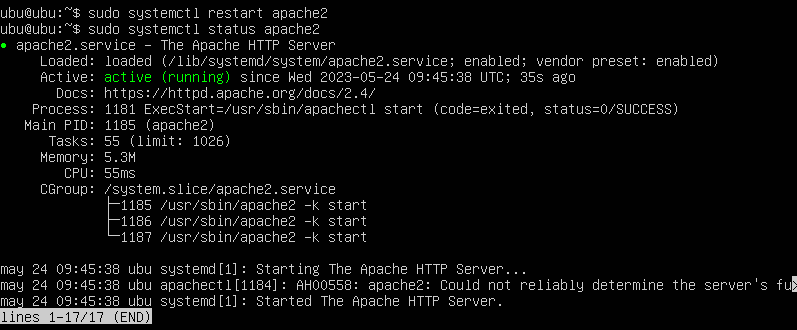 ubu@ubu:~$ sudo systemctl restart apache2
ubu@ubu:~$ sudo systemctl status apache2
● apache2.service - The Apache HTTP Server
Loaded: loaded (/lib/systemd/system/apache2.service; enabled; vendor preset: enabled)
Active: active (running) since Wed 2023-05-24 09:45:38 UTC; 35s ago
Docs: https://httpd.apache.org/docs/2.4/
Process: 1181 ExecStart=/usr/sbin/apachectl start (code=exited, status=0/SUCCESS)
Main PID: 1185 (apache2)
Tasks: 55 (limit: 1026)
Memory: 5.3M
CPU: 55ms
CGroup: /system.slice/apache2.service
├─1185 /usr/sbin/apache2 -k start
├─1186 /usr/sbin/apache2 -k start
└─1187 /usr/sbin/apache2 -k start
may 24 09:45:38 ubu systemd[1]: Starting The Apache HTTP Server...
may 24 09:45:38 ubu apachectl[1184]: AH00558: apache2: Could not reliably determine the server's fu>
may 24 09:45:38 ubu systemd[1]: Started The Apache HTTP Server.
lines 1-17/17 (END)